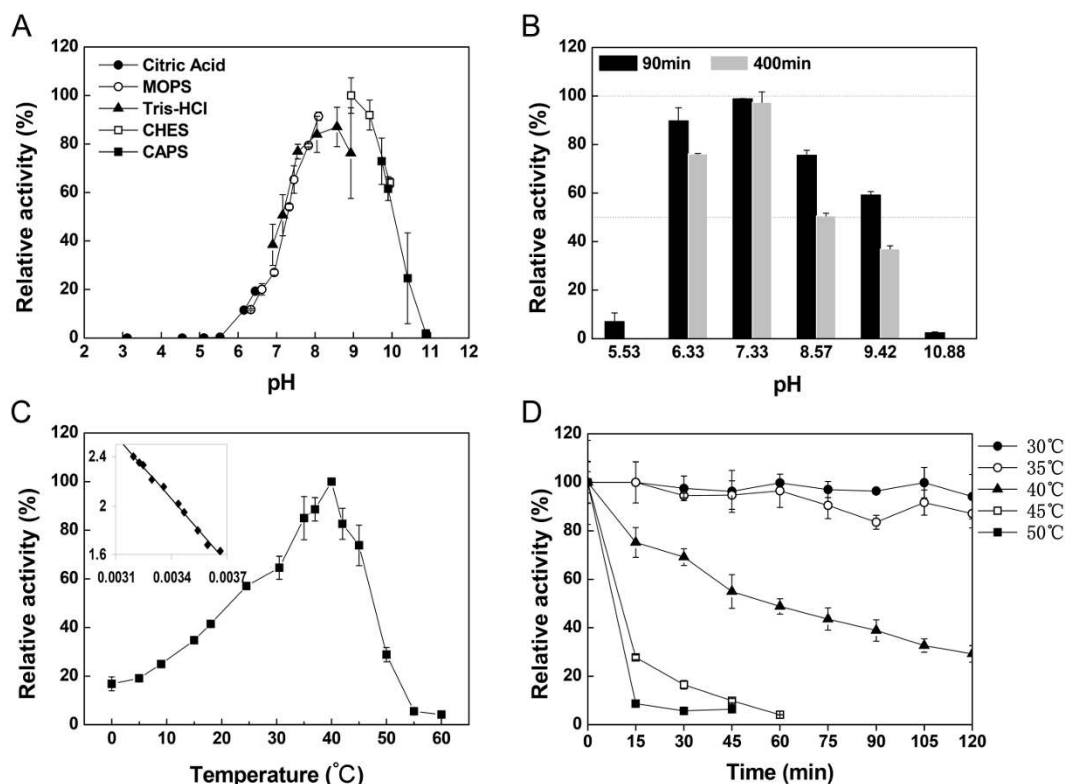 A
Relative activity (%)
120
100
80
60
40
20
0
Citric Acid
MOPS
Tris-HCl
CHES
CAPS
2 3 4 5 6 7 8 9 10 11 12
pH
B
Relative activity (%)
120
100
80
60
40
20
0
90min 400min
5.53 6.33 7.33 8.57 9.42 10.88
pH
C
Relative activity (%)
120
100
80
60
40
20
0
2.4
2
1.6
0.0031 0.0034 0.0037
0 10 20 30 40 50 60
Temperature (°C)
D
Relative activity (%)
120
100
80
60
40
20
0
30℃
35℃
40℃
45℃
50℃
0 15 30 45 60 75 90 105 120
Time (min)